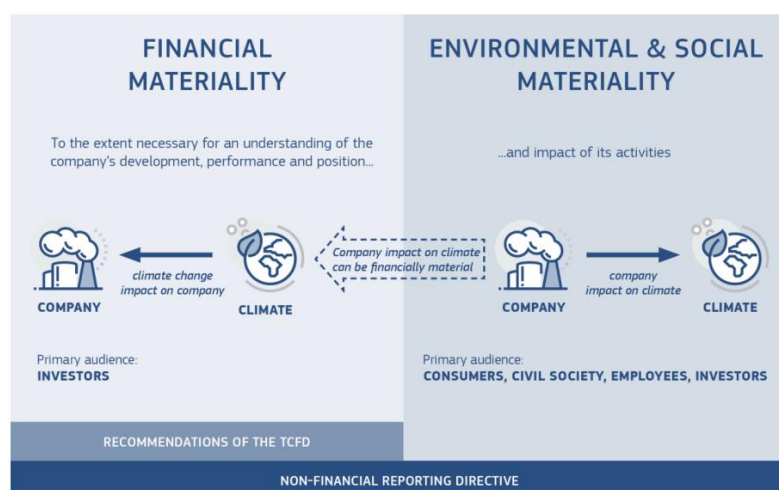 FINANCIAL
MATERIALITY
To the extent necessary for an understanding of the
company's development, performance and position...
climate change
impact on company
COMPANY
CLIMATE
Primary audience:
INVESTORS
RECOMMENDATIONS OF THE TCFD
Company impact on climate
can be financially material
ENVIRONMENTAL & SOCIAL
MATERIALITY
...and impact of its activities
company
impact on climate
COMPANY
CLIMATE
Primary audience:
CONSUMERS, CIVIL SOCIETY, EMPLOYEES, INVESTORS
NON-FINANCIAL REPORTING DIRECTIVE